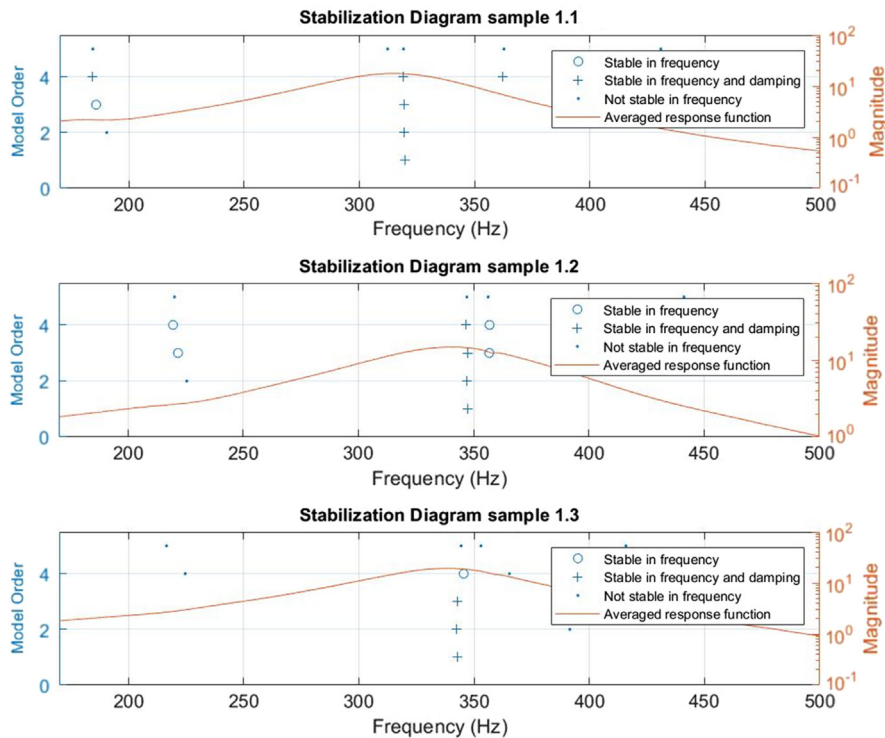 Stabilization Diagram sample 1.1
Model Order
4
2
0
Stable in frequency
Stable in frequency and damping
Not stable in frequency
Averaged response function
10^2
10^1
10^0
10^-1
Magnitude
200 250 300 350 400 450 500
Frequency (Hz)
Stabilization Diagram sample 1.2
Model Order
4
2
0
Stable in frequency
Stable in frequency and damping
Not stable in frequency
Averaged response function
10^2
10^1
10^0
Magnitude
200 250 300 350 400 450 500
Frequency (Hz)
Stabilization Diagram sample 1.3
Model Order
4
2
0
Stable in frequency
Stable in frequency and damping
Not stable in frequency
Averaged response function
10^2
10^1
10^0
10^-1
Magnitude
200 250 300 350 400 450 500
Frequency (Hz)